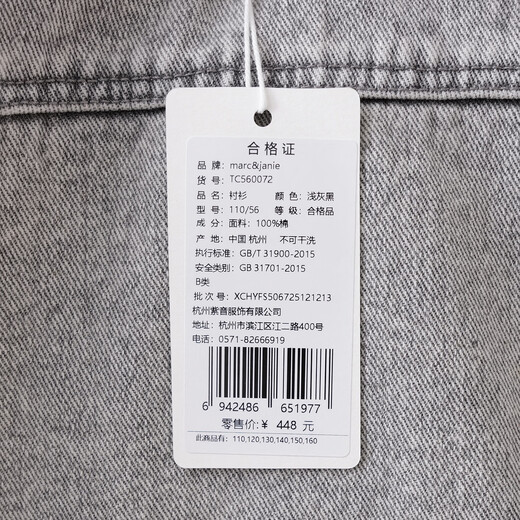 合格证
品 牌：marc&janie
货 号：TC560072
品 名：衬衫 颜 色：浅灰黑
型 号：110/56 等 级：合格品
成 分：面料：100%棉
产 地：中国 杭州 不可干洗
执行标准：GB/T 31900-2015
安全类别：GB 31701-2015
B类
批 次 号：XCHYFS506725121213
杭州紫音服饰有限公司
地址：杭州市滨江区江二路400号
电话：0571-82666919
6 942486 651977
零售价:¥ 448 元
此商品有：110,120,130,140,150,160